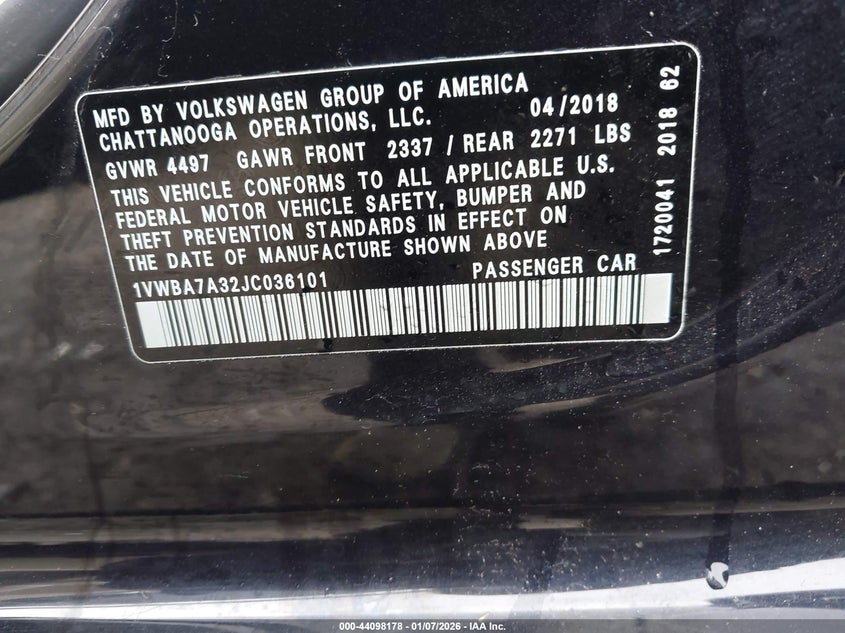 MFD BY VOLKSWAGEN GROUP OF AMERICA
CHATTANOOGA OPERATIONS, LLC. 04/2018
GVWR 4497 GAWR FRONT 2337 / REAR 2271 LBS
THIS VEHICLE CONFORMS TO ALL APPLICABLE U.S.
FEDERAL MOTOR VEHICLE SAFETY, BUMPER AND
THEFT PREVENTION STANDARDS IN EFFECT ON
THE DATE OF MANUFACTURE SHOWN ABOVE
1VWBA7A32JC036101 PASSENGER CAR
1720041 2018 62
000-44098178 - 01/07/2026 - IAA Inc.